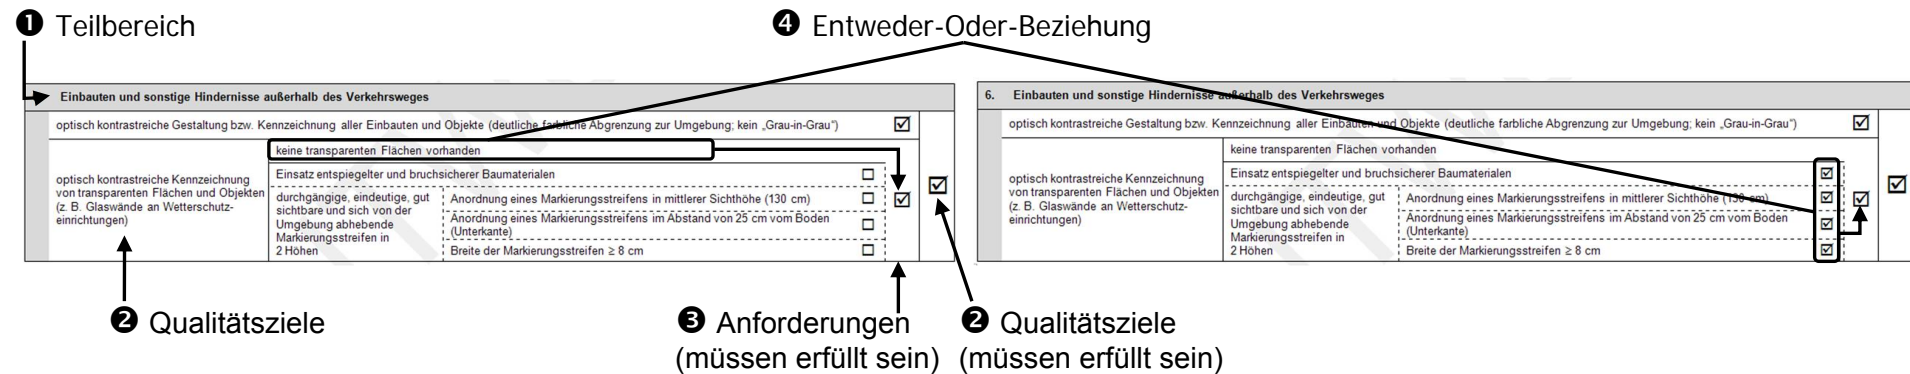 ❶ Teilbereich
❹ Entweder-Oder-Beziehung
Einbauten und sonstige Hindernisse außerhalb des Verkehrsweges
optisch kontrastreiche Gestaltung bzw. Kennzeichnung aller Einbauten und Objekte (deutliche farbliche Abgrenzung zur Umgebung; kein „Grau-in-Grau“)
optisch kontrastreiche Kennzeichnung
von transparenten Flächen und Objekten
(z. B. Glaswände an Wetterschutz-
einrichtungen)
keine transparenten Flächen vorhanden
Einsatz entspiegelter und bruchsicherer Baumaterialien
durchgängige, eindeutige, gut
sichtbare und sich von der
Umgebung abhebende
Markierungsstreifen in
2 Höhen
Anordnung eines Markierungsstreifens in mittlerer Sichthöhe (130 cm)
Anordnung eines Markierungsstreifens im Abstand von 25 cm vom Boden
(Unterkante)
Breite der Markierungsstreifen ≥ 8 cm
6. Einbauten und sonstige Hindernisse außerhalb des Verkehrsweges
optisch kontrastreiche Gestaltung bzw. Kennzeichnung aller Einbauten und Objekte (deutliche farbliche Abgrenzung zur Umgebung; kein „Grau-in-Grau“)
optisch kontrastreiche Kennzeichnung
von transparenten Flächen und Objekten
(z. B. Glaswände an Wetterschutz-
einrichtungen)
keine transparenten Flächen vorhanden
Einsatz entspiegelter und bruchsicherer Baumaterialien
durchgängige, eindeutige, gut
sichtbare und sich von der
Umgebung abhebende
Markierungsstreifen in
2 Höhen
Anordnung eines Markierungsstreifens in mittlerer Sichthöhe (130 cm)
Anordnung eines Markierungsstreifens im Abstand von 25 cm vom Boden
(Unterkante)
Breite der Markierungsstreifen ≥ 8 cm
❷ Qualitätsziele
❸ Anforderungen
(müssen erfüllt sein)
❷ Qualitätsziele
(müssen erfüllt sein)